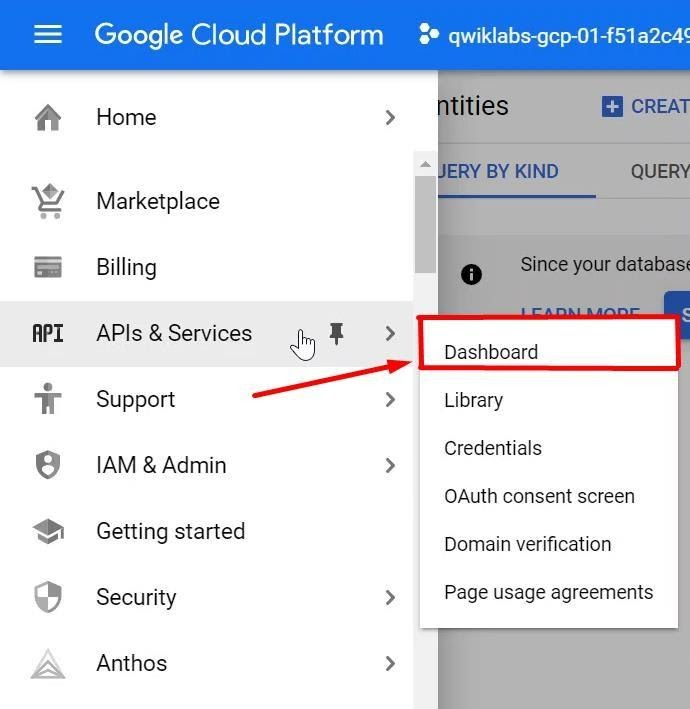 Google Cloud Platform
qwiklabs-gcp-01-f51a2c49
Home
Marketplace
Billing
API APIs & Services
Support
IAM & Admin
Getting started
Security
Anthos
Dashboard
Library
Credentials
OAuth consent screen
Domain verification
Page usage agreements
ntities
CREAT
UERY BY KIND
QUERY
Since your database
LEARN MORE
S